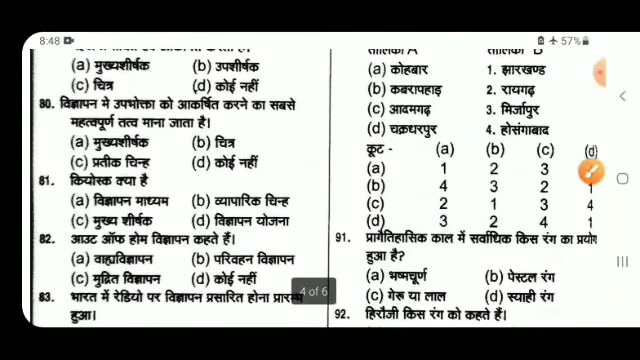 8:48
57%
(a) मुख्यशीर्षक (b) उपशीर्षक
(c) चित्र (d) कोई नहीं
80. विज्ञापन मे उपभोक्ता को आकर्षित करने का सबसे
महत्वपूर्ण तत्व माना जाता है।
(a) मुख्यशीर्षक (b) चित्र
(c) प्रतीक चिन्ह (d) कोई नहीं
81. कियोस्क क्या है
(a) विज्ञापन माध्यम (b) व्यापारिक चिन्ह
(c) मुख्य शीर्षक (d) विज्ञापन योजना
82. आउट ऑफ होम विज्ञापन कहते हैं।
(a) वाह्यविज्ञापन (b) परिवहन विज्ञापन
(c) मुद्रित विज्ञापन (d) कोई नहीं
83. भारत में रेडियो पर विज्ञापन प्रसारित होना प्रारम्भ
हुआ।
4 of 6
तालिका A तालिका B
(a) कोहबार 1. झारखण्ड
(b) कबरापहाड़ 2. रायगढ़
(c) आदमगढ़ 3. मिर्जापुर
(d) चक्रधरपुर 4. होसंगाबाद
कूट - (a) (b) (c) (d)
(a) 1 2 3
(b) 4 3 2 1
(c) 2 1 3 4
(d) 3 2 4 1
91. प्रागैतिहासिक काल में सर्वाधिक किस रंग का प्रयोग
हुआ है?
(a) भष्मचूर्ण (b) पेस्टल रंग
(c) गेरू या लाल (d) स्याही रंग
92. हिरौजी किस रंग को कहते हैं।